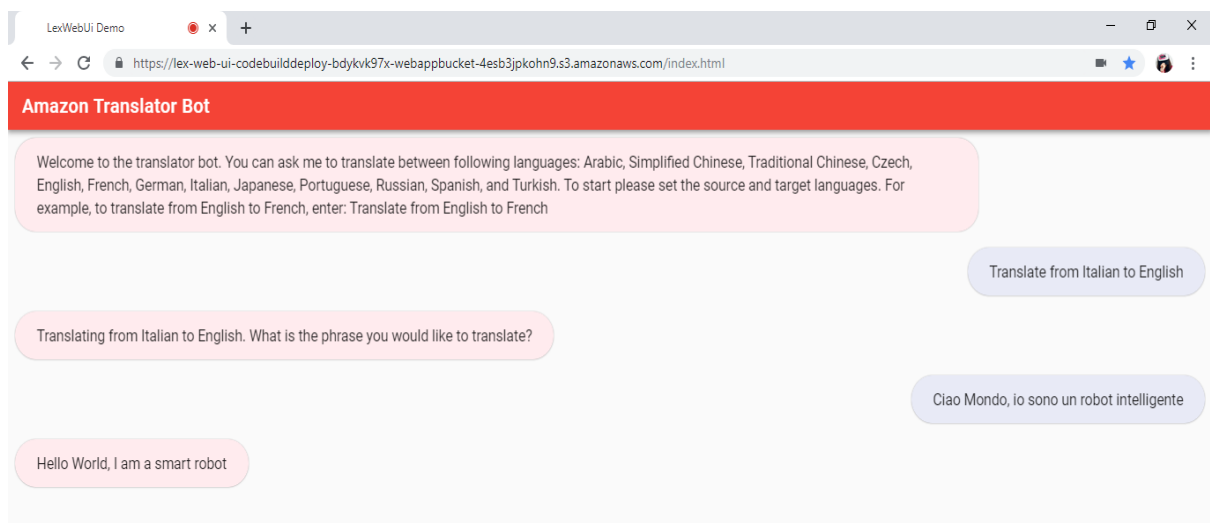 LexWebUi Demo
https://lex-web-ui-codebuilddeploy-bdykvk97x-webappbucket-4esb3jpkohn9.s3.amazonaws.com/index.html
Amazon Translator Bot
Welcome to the translator bot. You can ask me to translate between following languages: Arabic, Simplified Chinese, Traditional Chinese, Czech,
English, French, German, Italian, Japanese, Portuguese, Russian, Spanish, and Turkish. To start please set the source and target languages. For
example, to translate from English to French, enter: Translate from English to French
Translate from Italian to English
Translating from Italian to English. What is the phrase you would like to translate?
Ciao Mondo, io sono un robot intelligente
Hello World, I am a smart robot